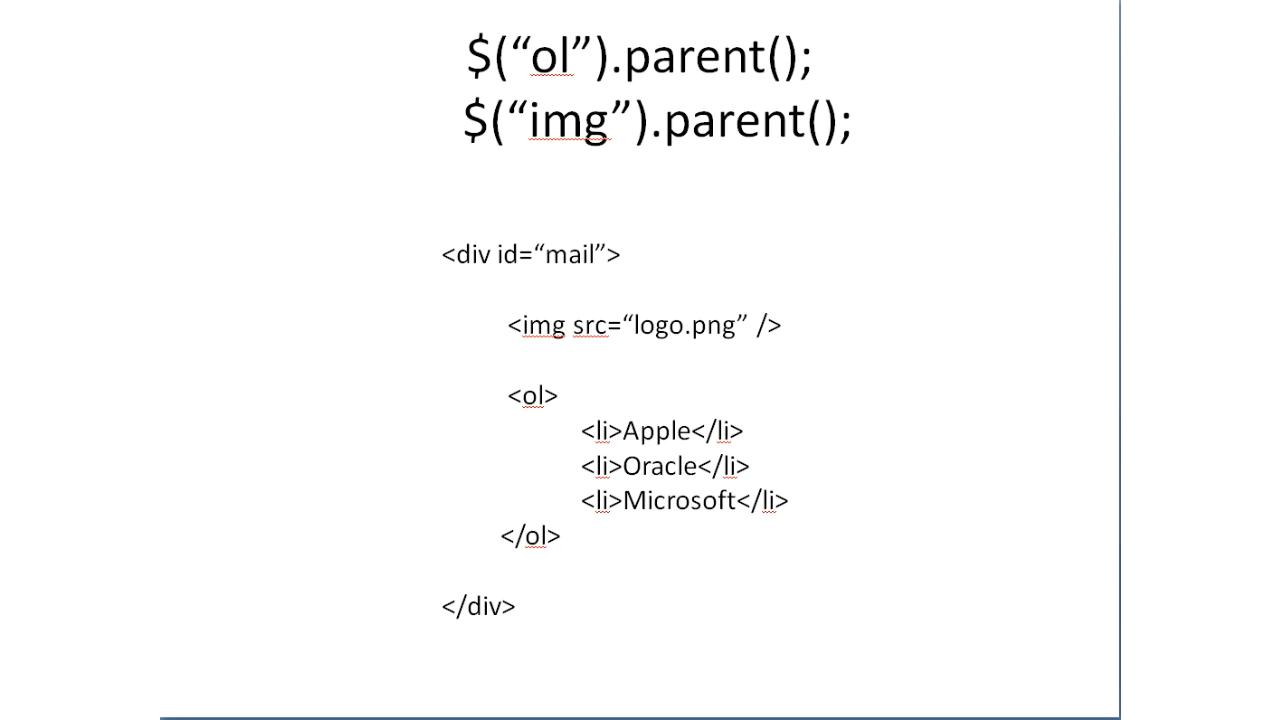 $(“ol”).parent();
$(“img”).parent();
<div id=“mail”>
<img src=“logo.png” />
<ol>
<li>Apple</li>
<li>Oracle</li>
<li>Microsoft</li>
</ol>
</div>